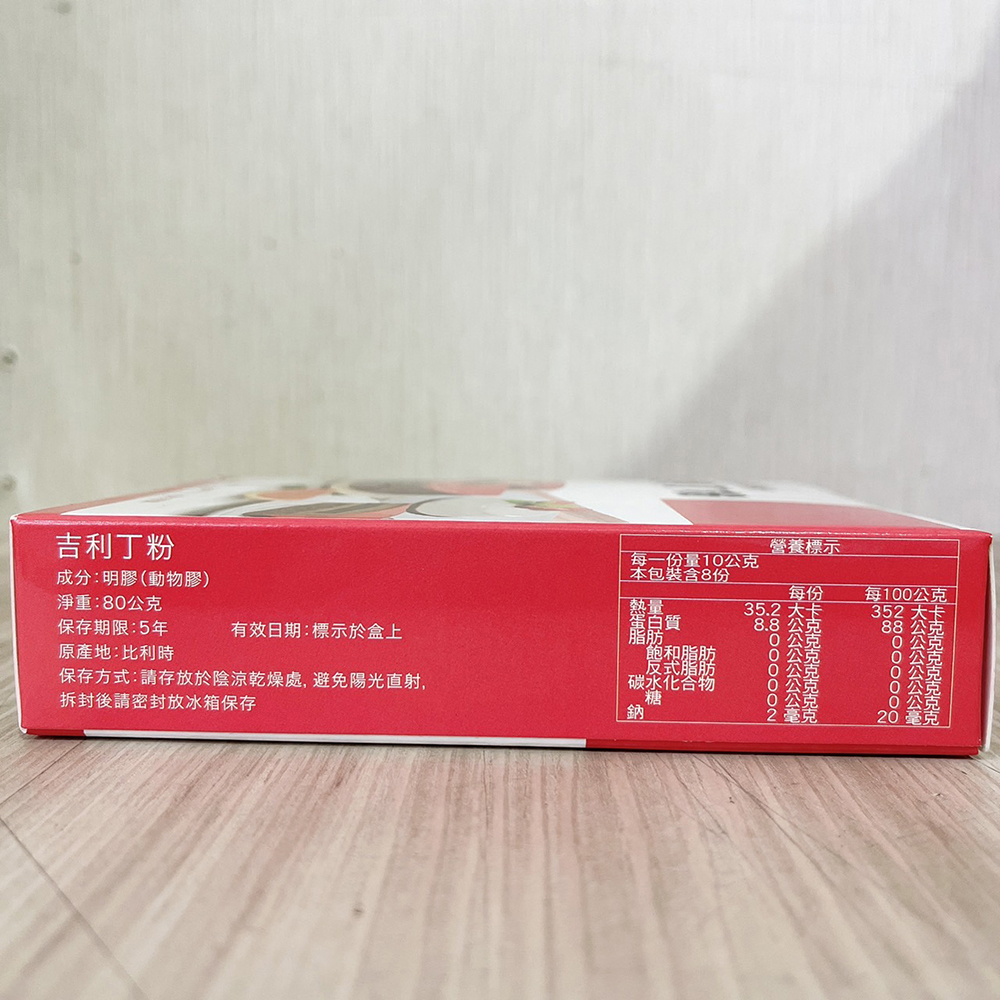 吉利丁粉
成分:明膠(動物膠)
淨重:80公克
保存期限:5年 有效日期:標示於盒上
原產地:比利時
保存方式:請存放於陰涼乾燥處, 避免陽光直射,
拆封後請密封放冰箱保存
營養標示
每一份量10公克
本包裝含8份
每份 每100公克
熱量 35.2 大卡 352 大卡
蛋白質 8.8 公克 88 公克
脂肪 0 公克 0 公克
飽和脂肪 0 公克 0 公克
反式脂肪 0 公克 0 公克
碳水化合物 0 公克 0 公克
糖 0 公克 0 公克
鈉 2 毫克 20 毫克